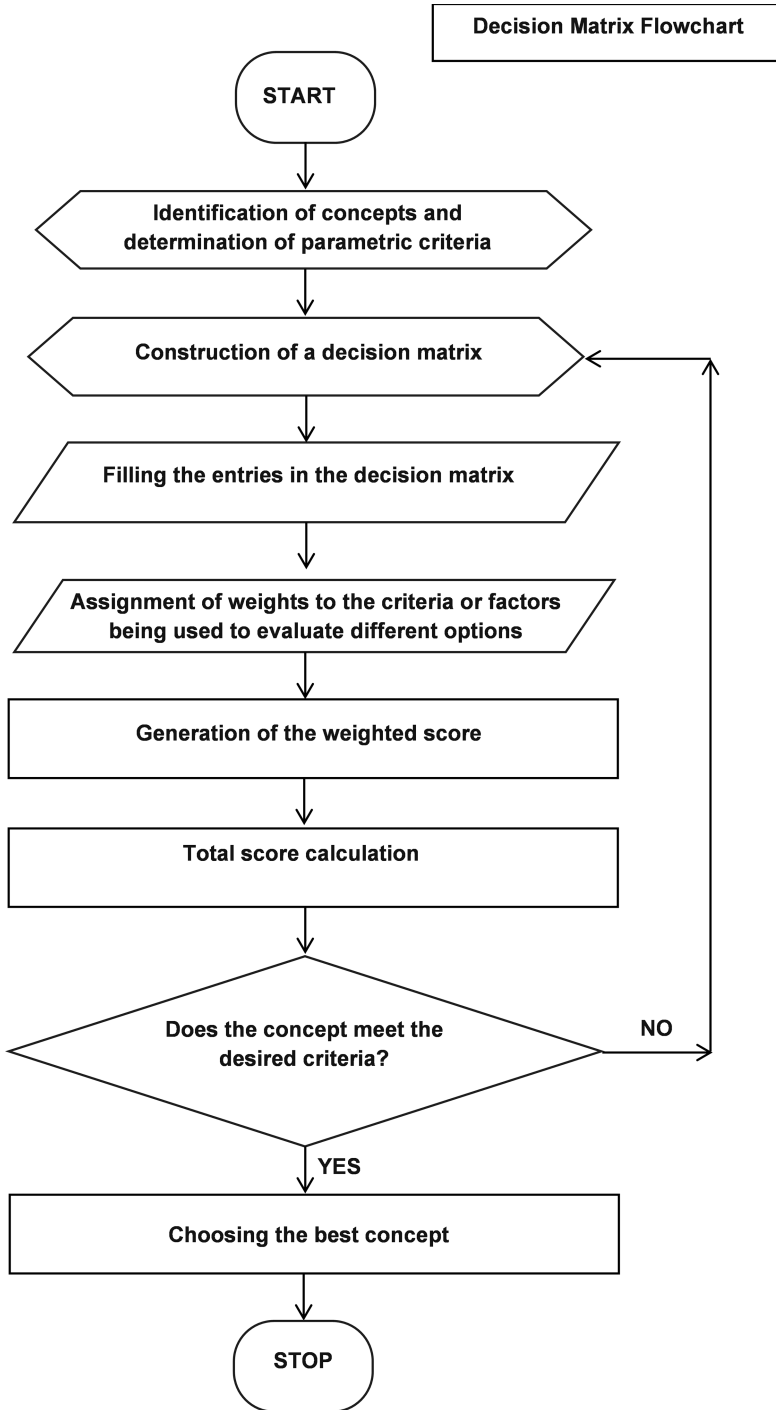 Decision Matrix Flowchart
START
Identification of concepts and
determination of parametric criteria
Construction of a decision matrix
Filling the entries in the decision matrix
Assignment of weights to the criteria or factors
being used to evaluate different options
Generation of the weighted score
Total score calculation
Does the concept meet the
desired criteria?
NO
YES
Choosing the best concept
STOP